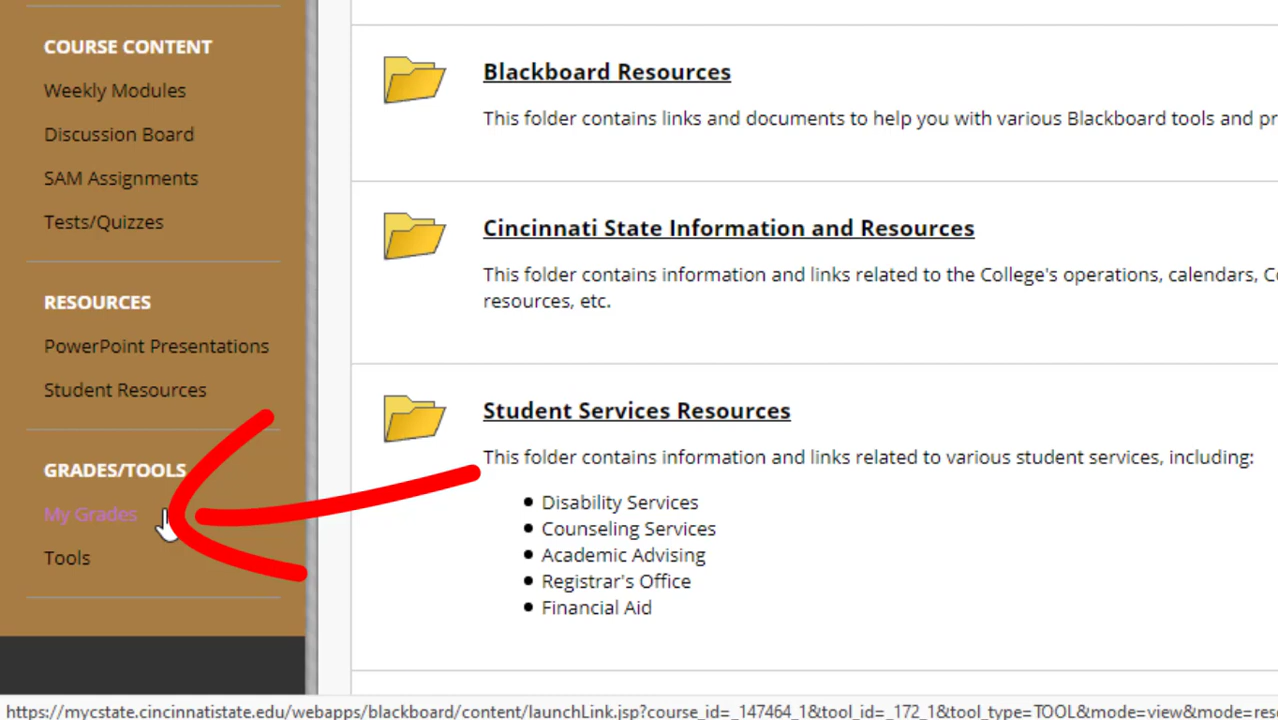 COURSE CONTENT
Weekly Modules
Discussion Board
SAM Assignments
Tests/Quizzes
RESOURCES
PowerPoint Presentations
Student Resources
GRADES/TOOLS
My Grades
Tools
Blackboard Resources
This folder contains links and documents to help you with various Blackboard tools and pr
Cincinnati State Information and Resources
This folder contains information and links related to the College's operations, calendars, Co
resources, etc.
Student Services Resources
This folder contains information and links related to various student services, including:
Disability Services
Counseling Services
Academic Advising
Registrar's Office
Financial Aid
https://mycstate.cincinnatistate.edu/webapps/blackboard/content/launchLink.jsp?course_id=_147464_1&tool_id=_172_1&tool_type=TOOL&mode=view&mode=rese